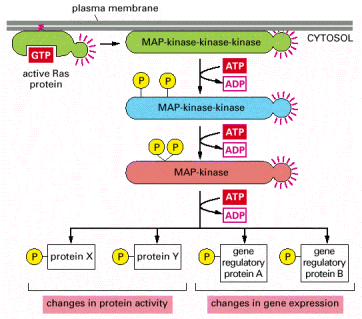 plasma membrane
CYTOSOL
GTP
active Ras
protein
MAP-kinase-kinase-kinase
ATP
ADP
P P
MAP-kinase-kinase
ATP
ADP
P P
MAP-kinase
ATP
ADP
P protein X
P protein Y
P gene
regulatory
protein A
P gene
regulatory
protein B
changes in protein activity
changes in gene expression